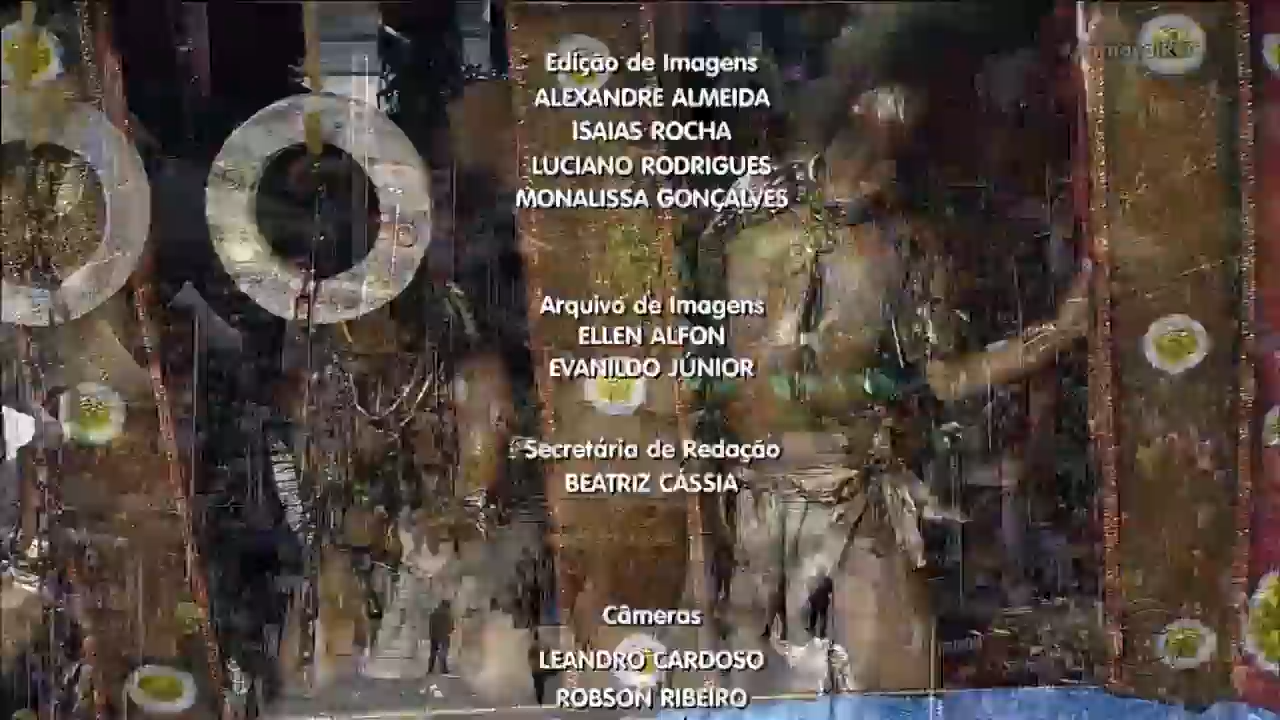 Edição de Imagens
ALEXANDRE ALMEIDA
ISAIAS ROCHA
LUCIANO RODRIGUES
MONALISSA GONÇALVES
Arquivo de Imagens
ELLEN ALFON
EVANILDO JÚNIOR
Secretária de Redação
BEATRIZ CÁSSIA
Câmeras
LEANDRO CARDOSO
ROBSON RIBEIRO